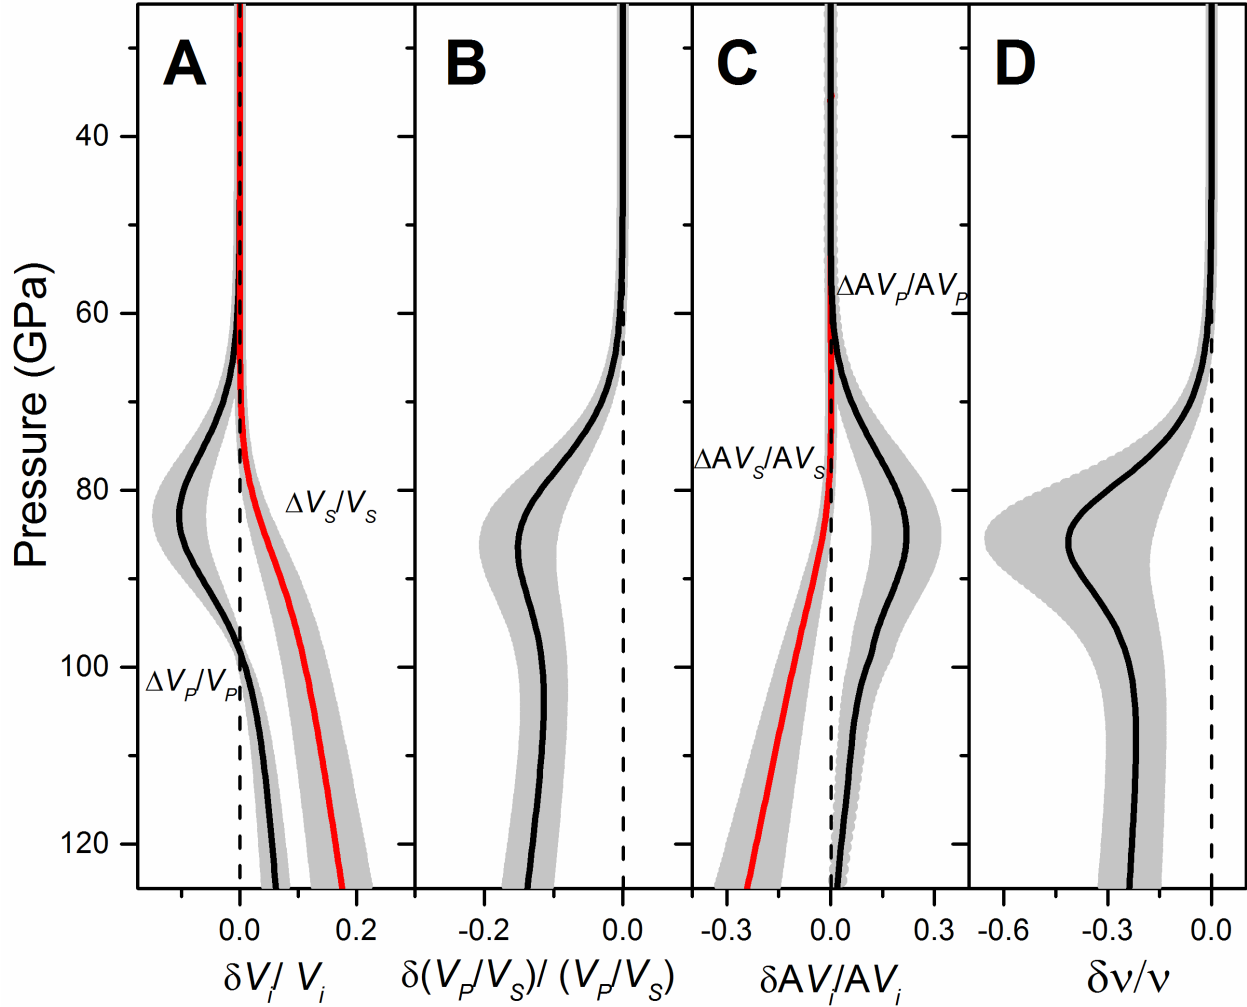 A
B
C
D
Pressure (GPa)
40
60
80
100
120
ΔV_S/V_S
ΔV_P/V_P
ΔAV_P/AV_P
ΔAV_S/AV_S
0.0 0.2
-0.2 0.0
-0.3 0.0 0.3
-0.6 -0.3 0.0
δV_i/ V_i
δ(V_P/V_S)/ (V_P/V_S)
δAV_i/AV_i
δν/ν